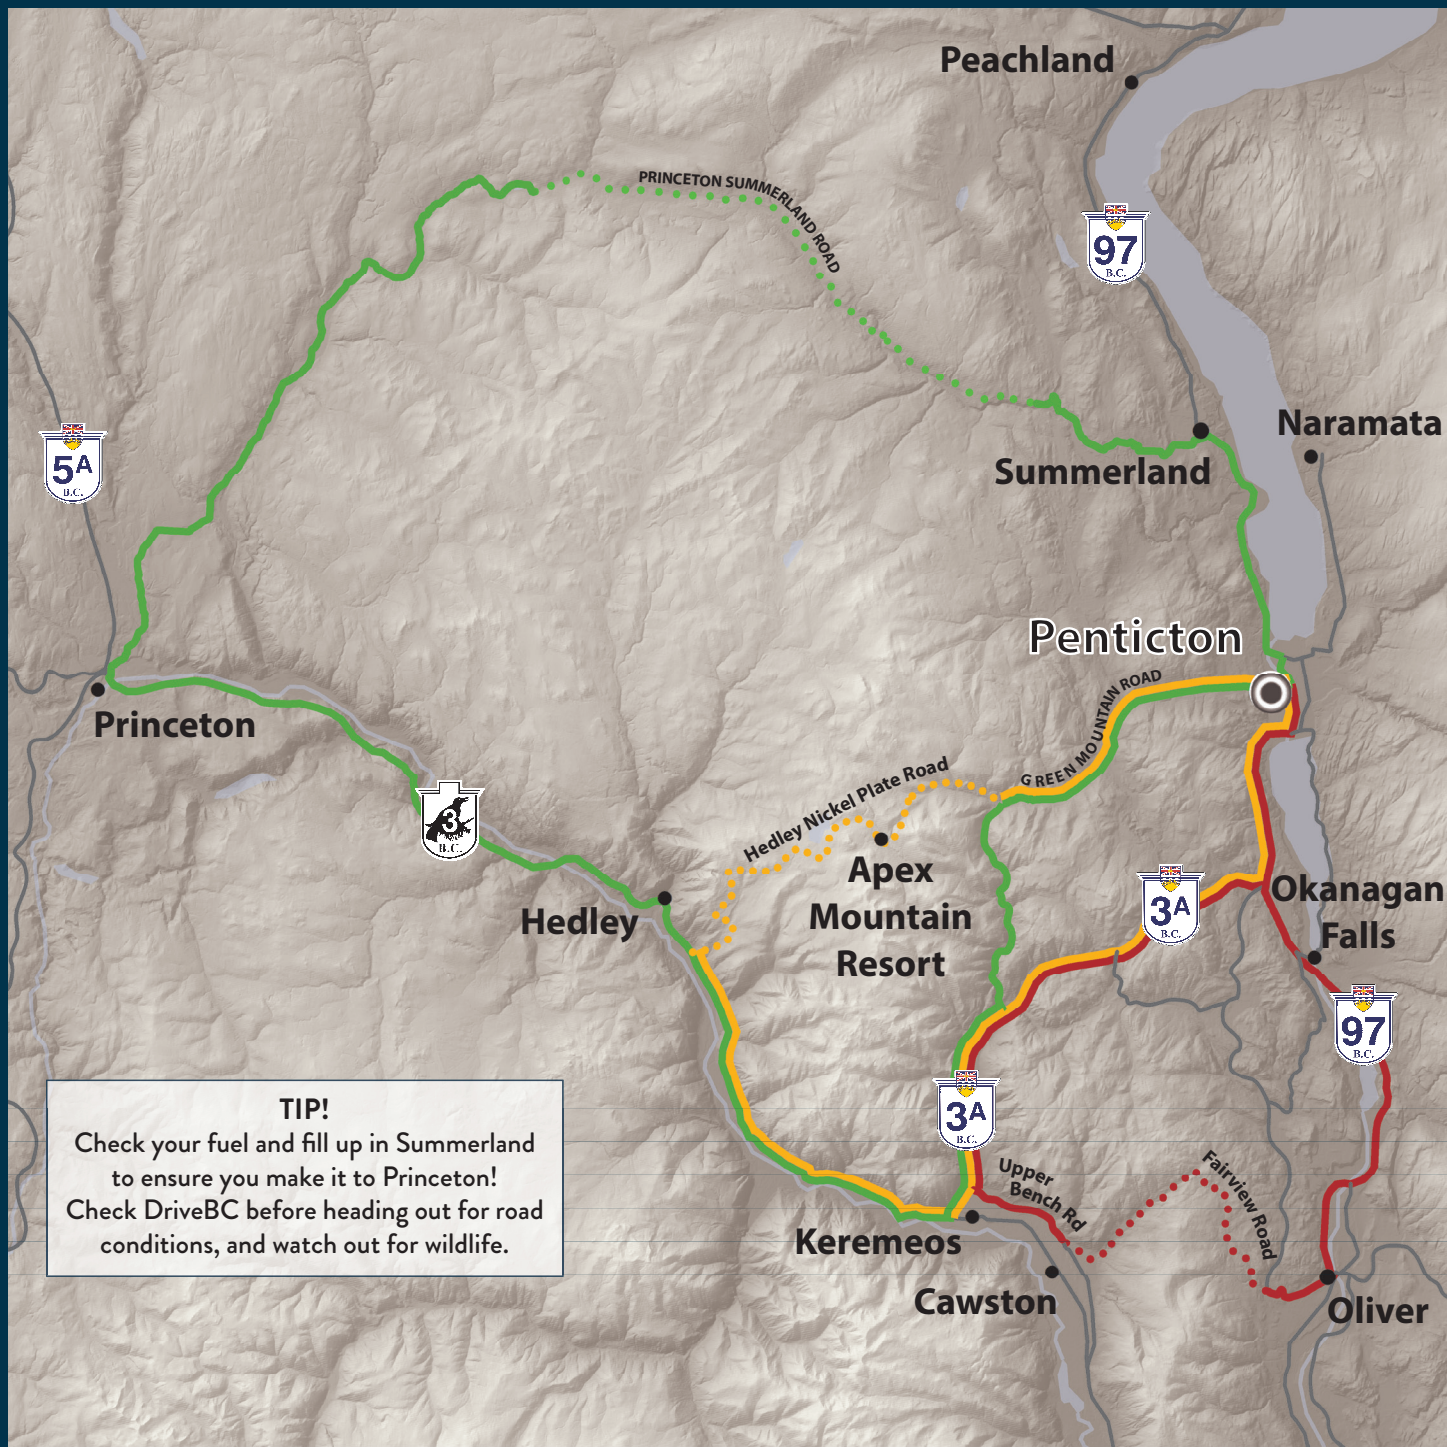 Peachland
PRINCETON SUMMERLAND ROAD
97
B.C.
Naramata
5A
B.C.
Summerland
Penticton
GREEN MOUNTAIN ROAD
Princeton
Hedley Nickel Plate Road
3
B.C.
Apex
Mountain
Resort
3A
B.C.
Okanagan
Falls
Hedley
97
B.C.
3A
B.C.
TIP!
Check your fuel and fill up in Summerland
to ensure you make it to Princeton!
Check DriveBC before heading out for road
conditions, and watch out for wildlife.
Upper
Bench Rd
Fairview Road
Keremeos
Cawston
Oliver